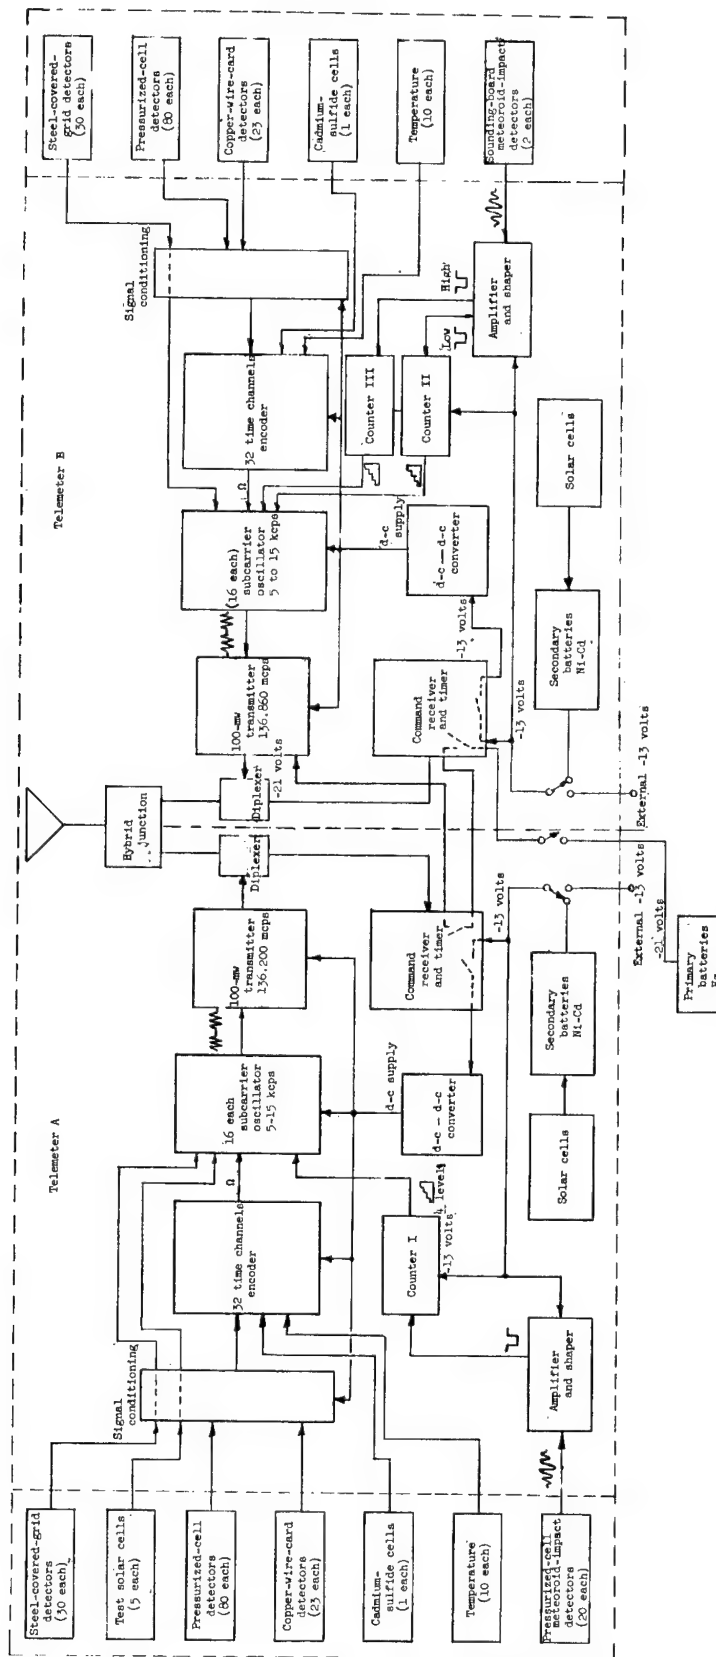 Steel-covered-grid
detectors
(30 each)
Test solar cells
(5 each)
Pressurized-cell
detectors
(80 each)
Copper-wire-card
detectors
(23 each)
Cadmium-
sulfide cells
(1 each)
Temperature
(10 each)
Pressurized-cell
meteoroid-impact
detectors
(20 each)
Telemeter A
Signal
conditioning
32 time channels
encoder
Ω
16 each
subcarrier
oscillator
5-15 kcps
100-mw
transmitter
136.200 mcps
Diplexer
Hybrid
junction
Counter I
4 levels
-13 volts
d-c supply
d-c — d-c
converter
Command
receiver
and timer
-13 volts
Amplifier
and shaper
Solar cells
Secondary
batteries
Ni-Cd
External -13 volts
-21 volts
Primary
batteries
Telemeter B
Steel-covered-
grid detectors
(30 each)
Pressurized-cell
detectors
(80 each)
Copper-wire-card
detectors
(23 each)
Cadmium-
sulfide cells
(1 each)
Temperature
(10 each)
Sounding-board
meteoroid-impact
detectors
(2 each)
Signal
conditioning
32 time channels
encoder
Ω
(16 each)
subcarrier
oscillator
5 to 15 kcps
100-mw
transmitter
136.860 mcps
Diplexer
-21 volts
Counter III
Counter II
High
Low
Amplifier
and shaper
d-c
supply
d-c — d-c
converter
-13 volts
Command
receiver
and timer
-13 volts
Solar cells
Secondary
batteries
Ni-Cd
External -13 volts